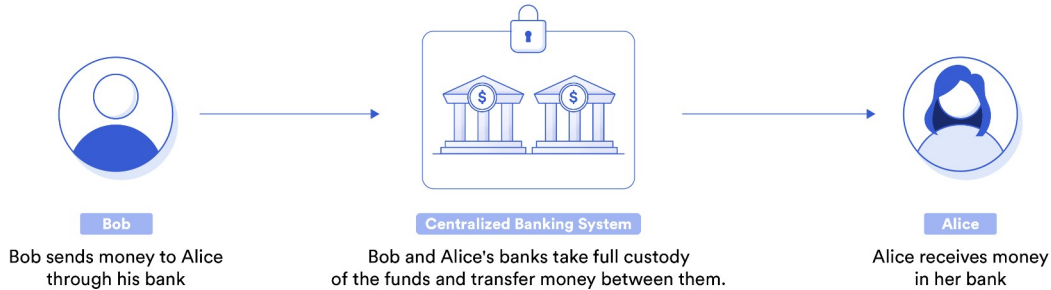 $ $
Bob
Bob sends money to Alice
through his bank
Centralized Banking System
Bob and Alice's banks take full custody
of the funds and transfer money between them.
Alice
Alice receives money
in her bank